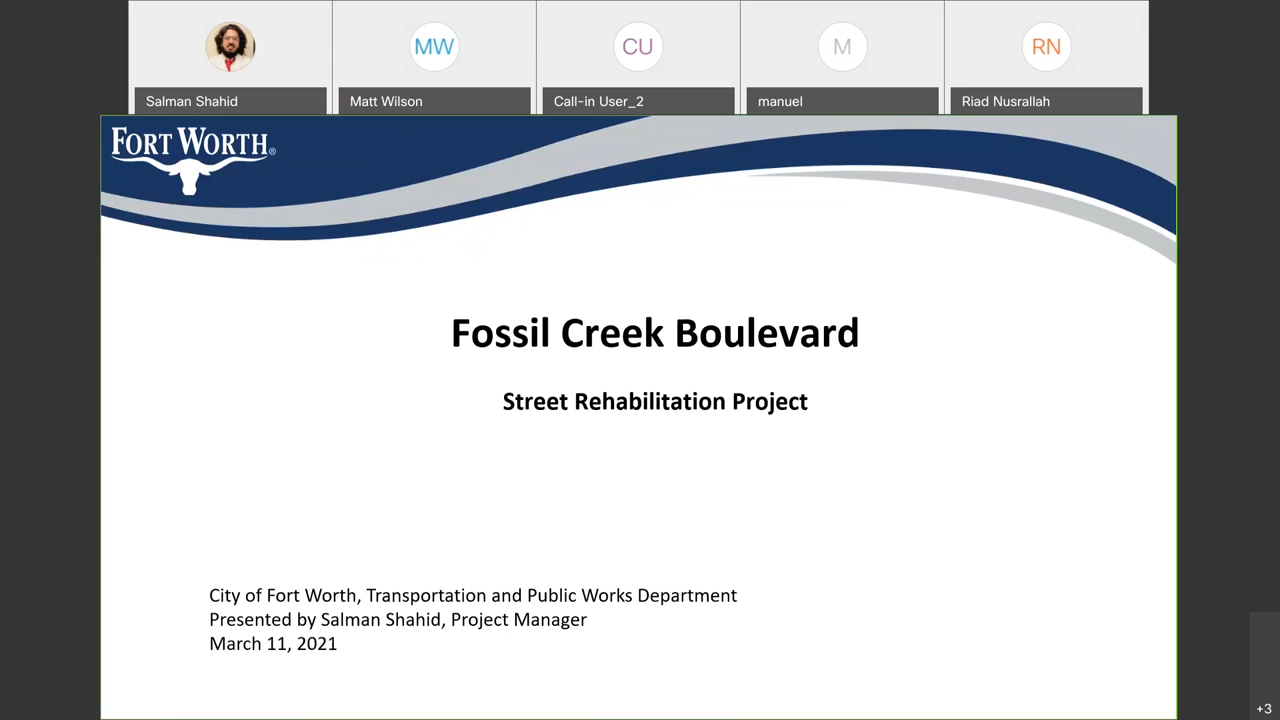 MW
CU
M
RN
Salman Shahid
Matt Wilson
Call-in User_2
manuel
Riad Nusrallah
FORT WORTH®
Fossil Creek Boulevard
Street Rehabilitation Project
City of Fort Worth, Transportation and Public Works Department
Presented by Salman Shahid, Project Manager
March 11, 2021
+3